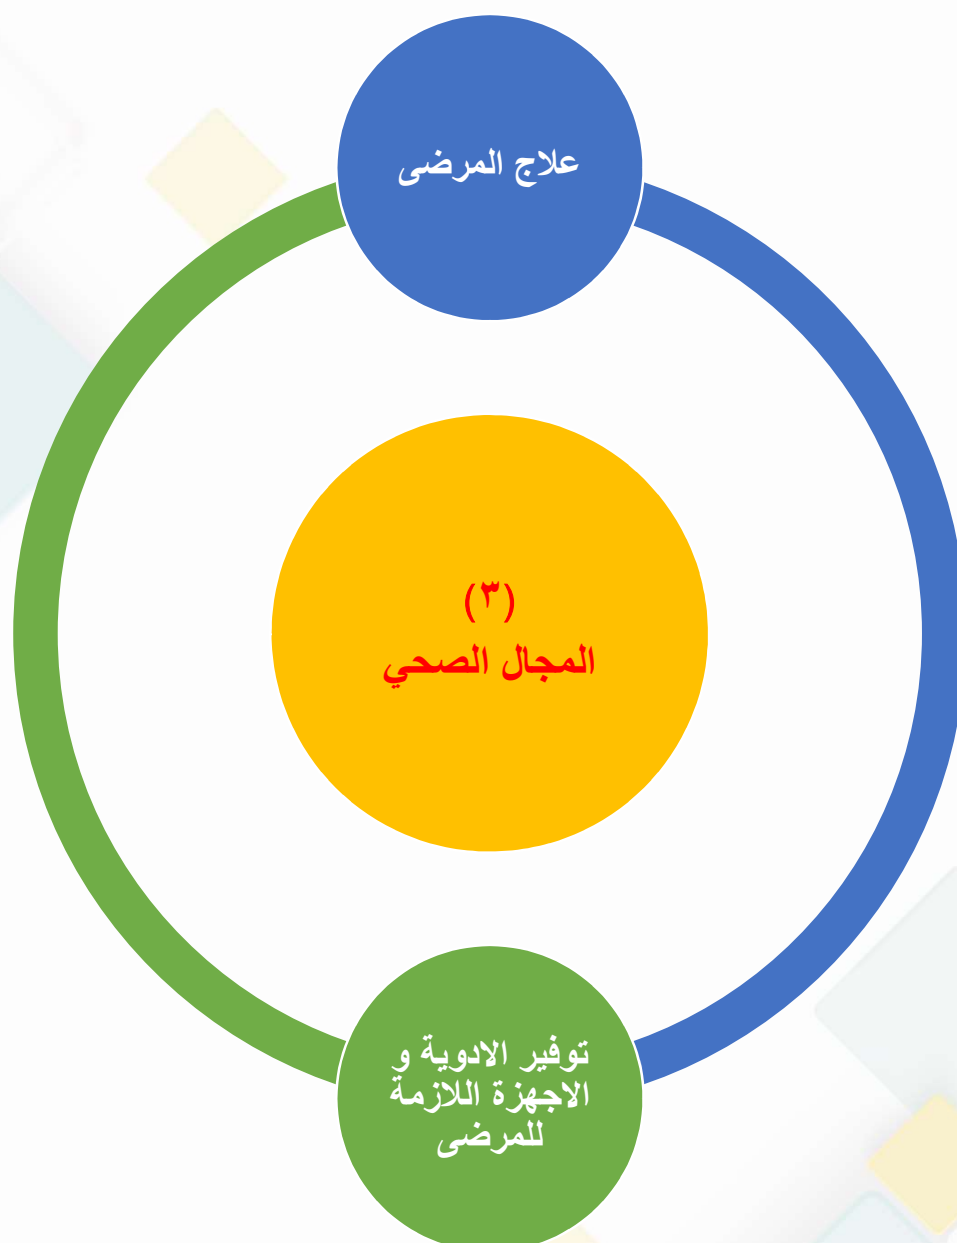 علاج المرضى
(٣)
المجال الصحي
توفير الادوية و
الاجهزة اللازمة
للمرضى